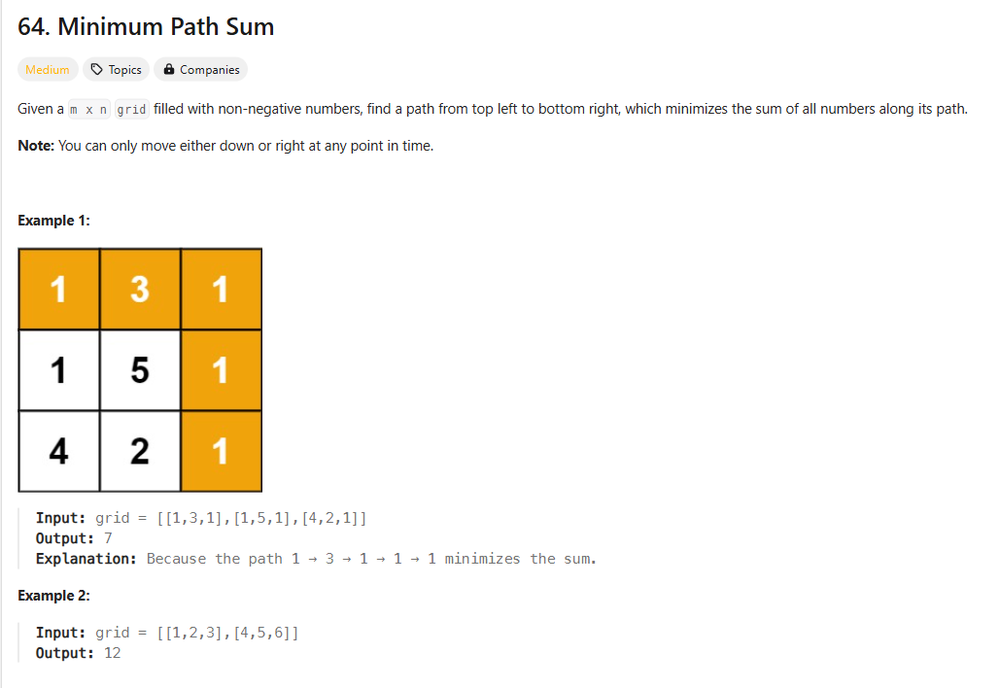 64. Minimum Path Sum
Medium Topics Companies
Given a m x n grid filled with non-negative numbers, find a path from top left to bottom right, which minimizes the sum of all numbers along its path.
Note: You can only move either down or right at any point in time.
Example 1:
1 3 1
1 5 1
4 2 1
Input: grid = [[1,3,1],[1,5,1],[4,2,1]]
Output: 7
Explanation: Because the path 1 → 3 → 1 → 1 → 1 minimizes the sum.
Example 2:
Input: grid = [[1,2,3],[4,5,6]]
Output: 12